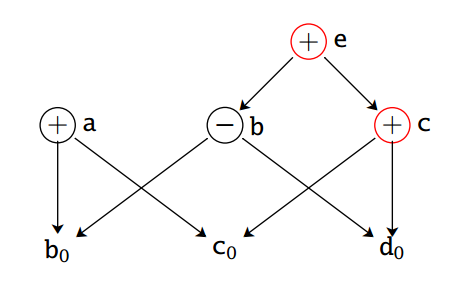 + e
+ a − b + c
b₀ c₀ d₀